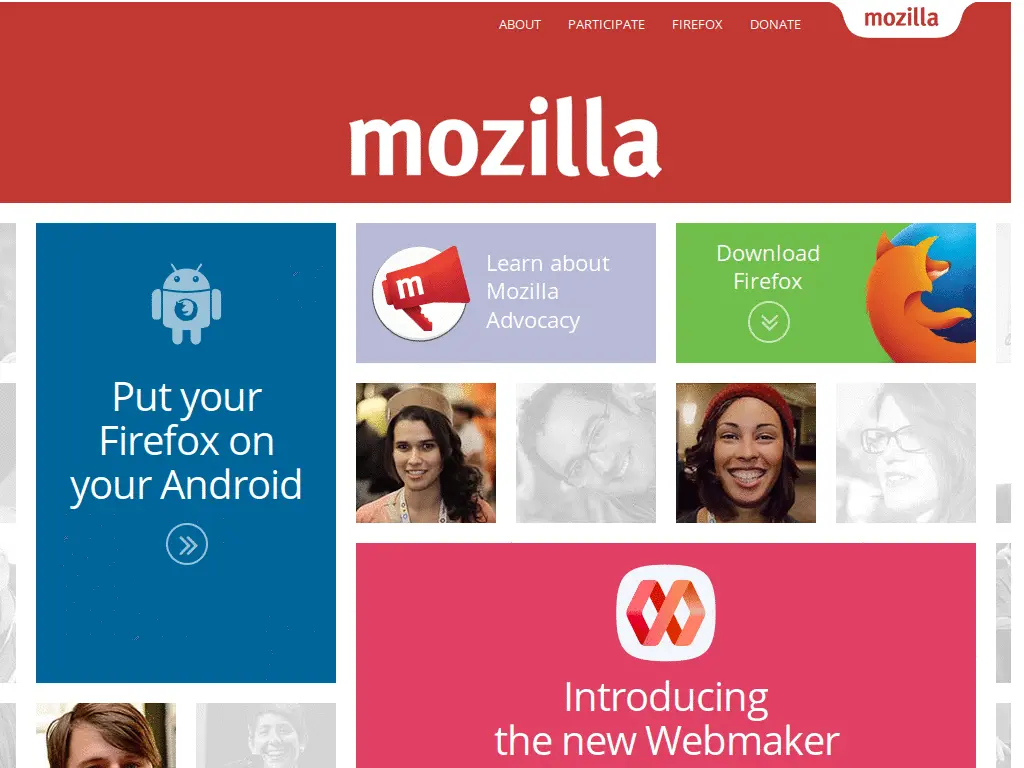 ABOUT PARTICIPATE FIREFOX DONATE mozilla
mozilla
Put your
Firefox on
your Android
m
Learn about
Mozilla
Advocacy
Download
Firefox
Introducing
the new Webmaker